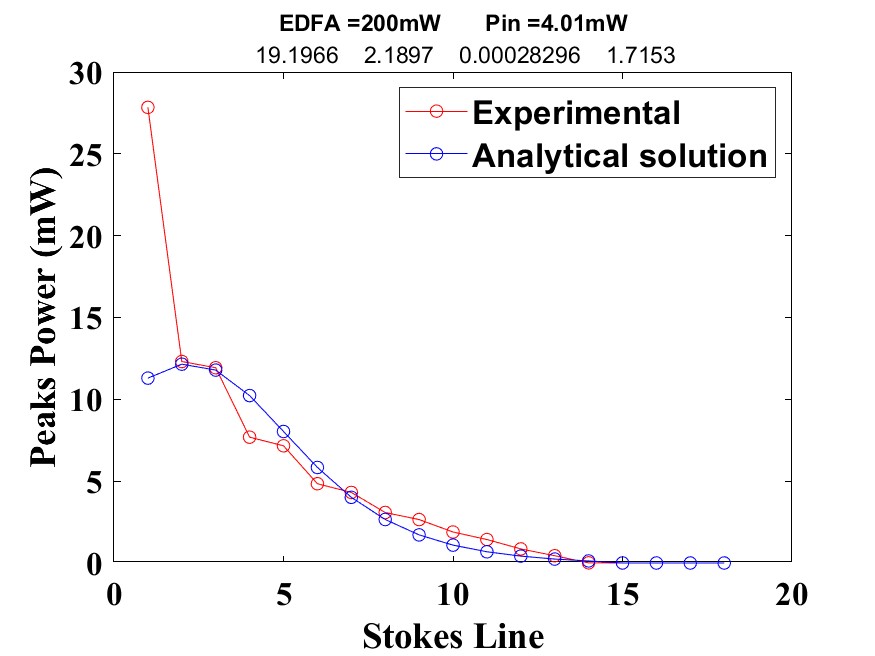 EDFA =200mW Pin =4.01mW
19.1966 2.1897 0.00028296 1.7153
30
Experimental
Analytical solution
25
20
15
10
5
0
Peaks Power (mW)
0 5 10 15 20
Stokes Line